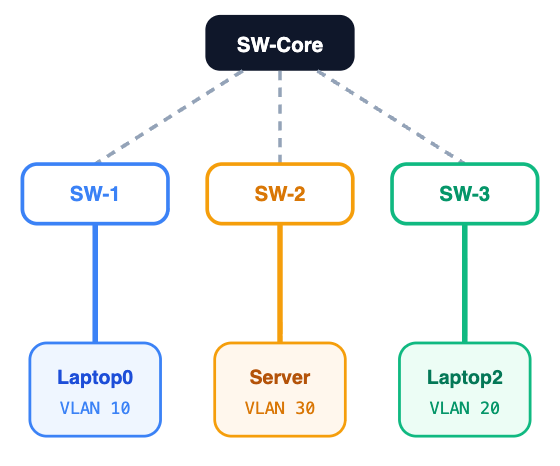 SW-Core
SW-1
SW-2
SW-3
Laptop0
VLAN 10
Server
VLAN 30
Laptop2
VLAN 20